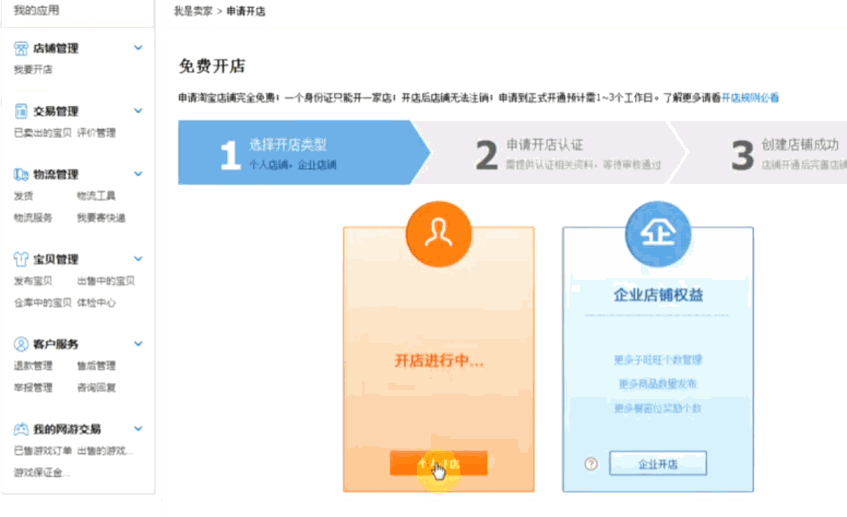 我的应用
我是卖家 > 申请开店
店铺管理
我要开店
交易管理
已卖出的宝贝 评价管理
物流管理
发货 物流工具
物流服务 我要寄快递
宝贝管理
发布宝贝 出售中的宝贝
仓库中的宝贝 体检中心
客户服务
退款管理 售后管理
举报管理 咨询回复
我的网游交易
已售游戏订单 出售的游戏...
游戏保证金...
免费开店
申请淘宝店铺完全免费；一个身份证只能开一家店；开店后店铺无法注销；申请到正式开通预计需1~3个工作日。了解更多请看开店规则必看
1 选择开店类型
个人店铺，企业店铺
2 申请开店认证
需提供认证相关资料，等待审核通过
3 创建店铺成功
店铺开通后完善店铺
开店进行中...
个人开店
企
企业店铺权益
更多子旺旺个数管理
更多商品数量发布
更多橱窗位奖励个数
? 企业开店